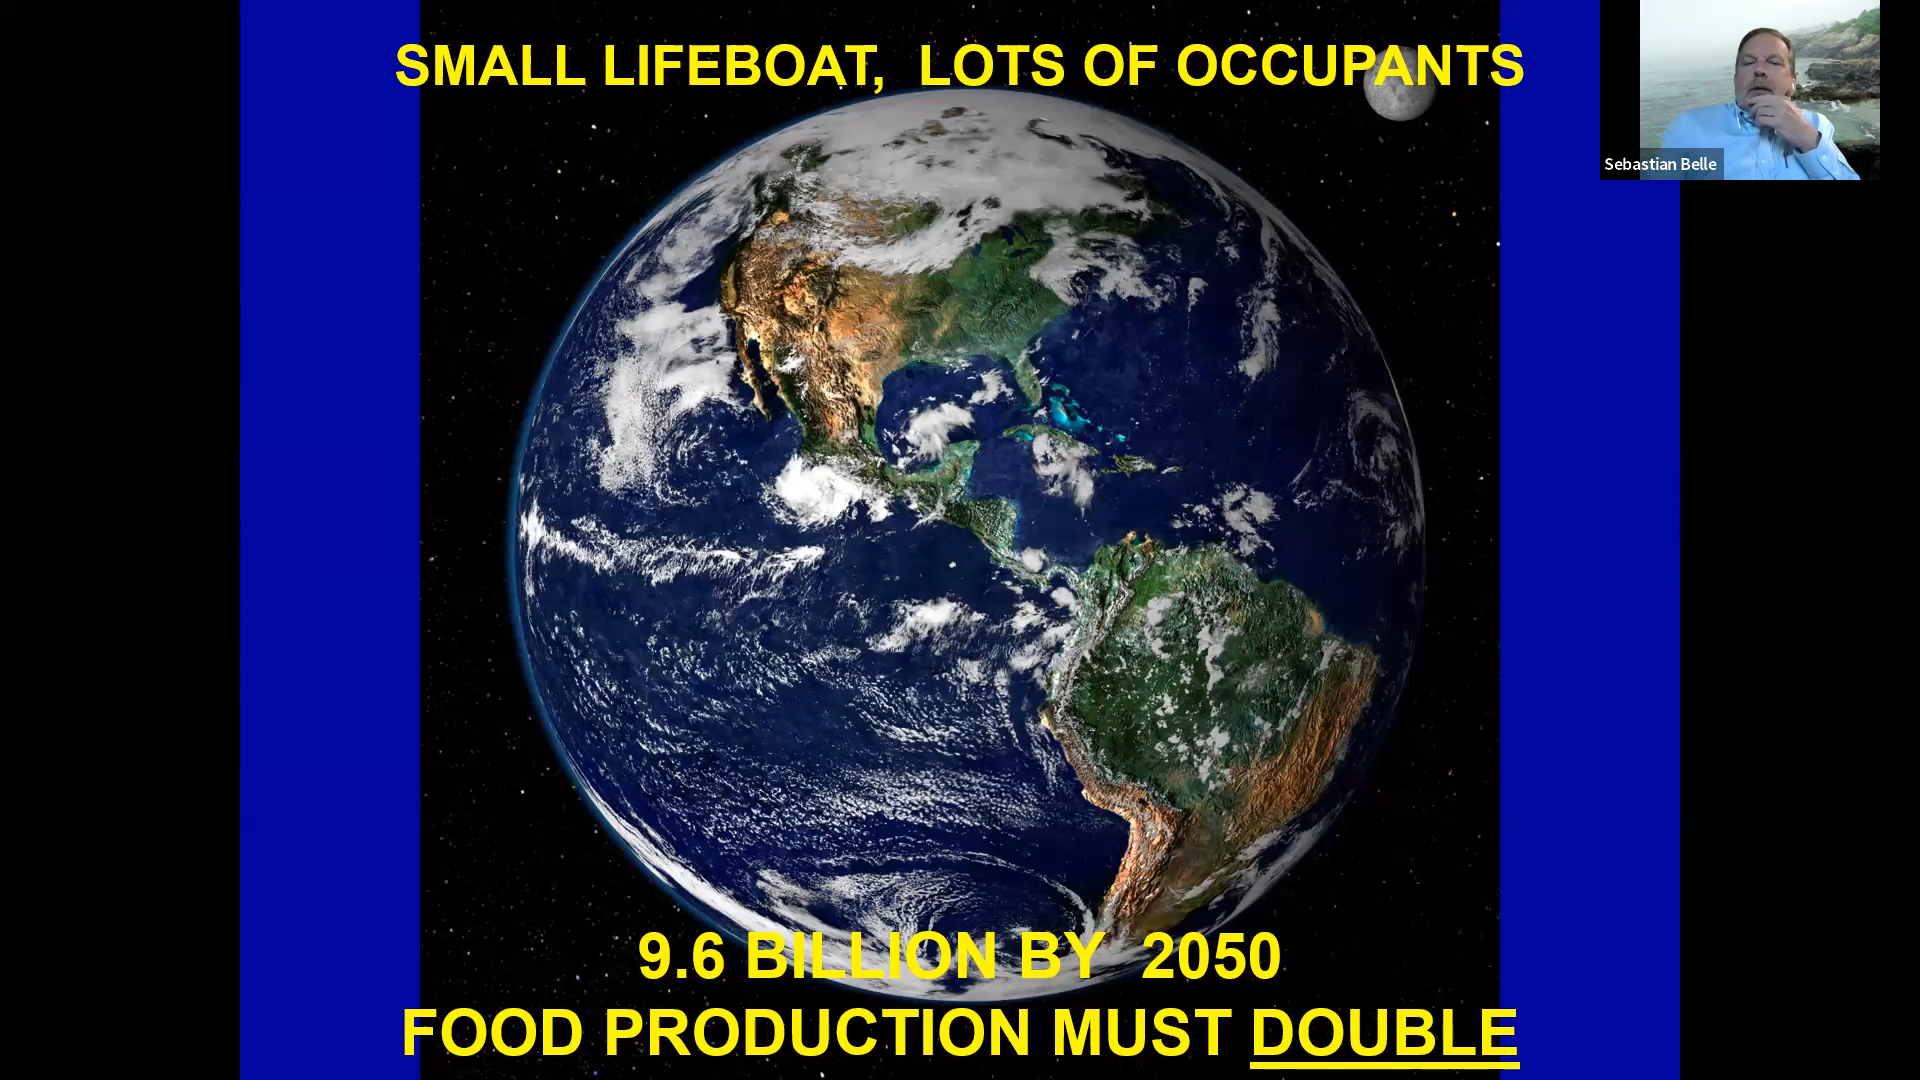 SMALL LIFEBOAT, LOTS OF OCCUPANTS
Sebastian Belle
9.6 BILLION BY 2050
FOOD PRODUCTION MUST DOUBLE